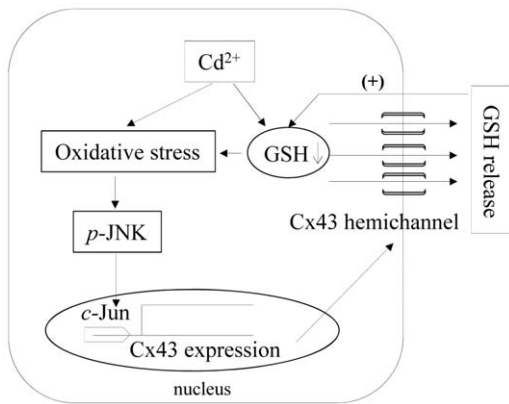 Cd²⁺
(+)
Oxidative stress
GSH ↓
GSH release
p-JNK
Cx43 hemichannel
c-Jun
Cx43 expression
nucleus